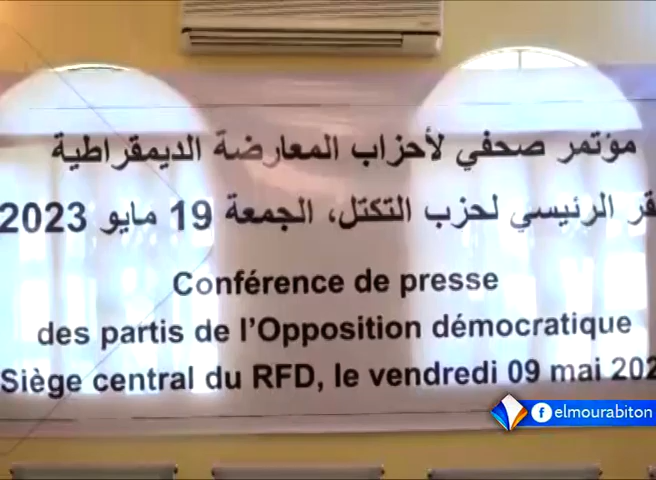 مؤتمر صحفي لأحزاب المعارضة الديمقراطية
الرئيسي لحزب التكتل، الجمعة 19 مايو 2023
Conférence de presse
des partis de l'Opposition démocratique
Siège central du RFD, le vendredi 09 mai
elmourabiton